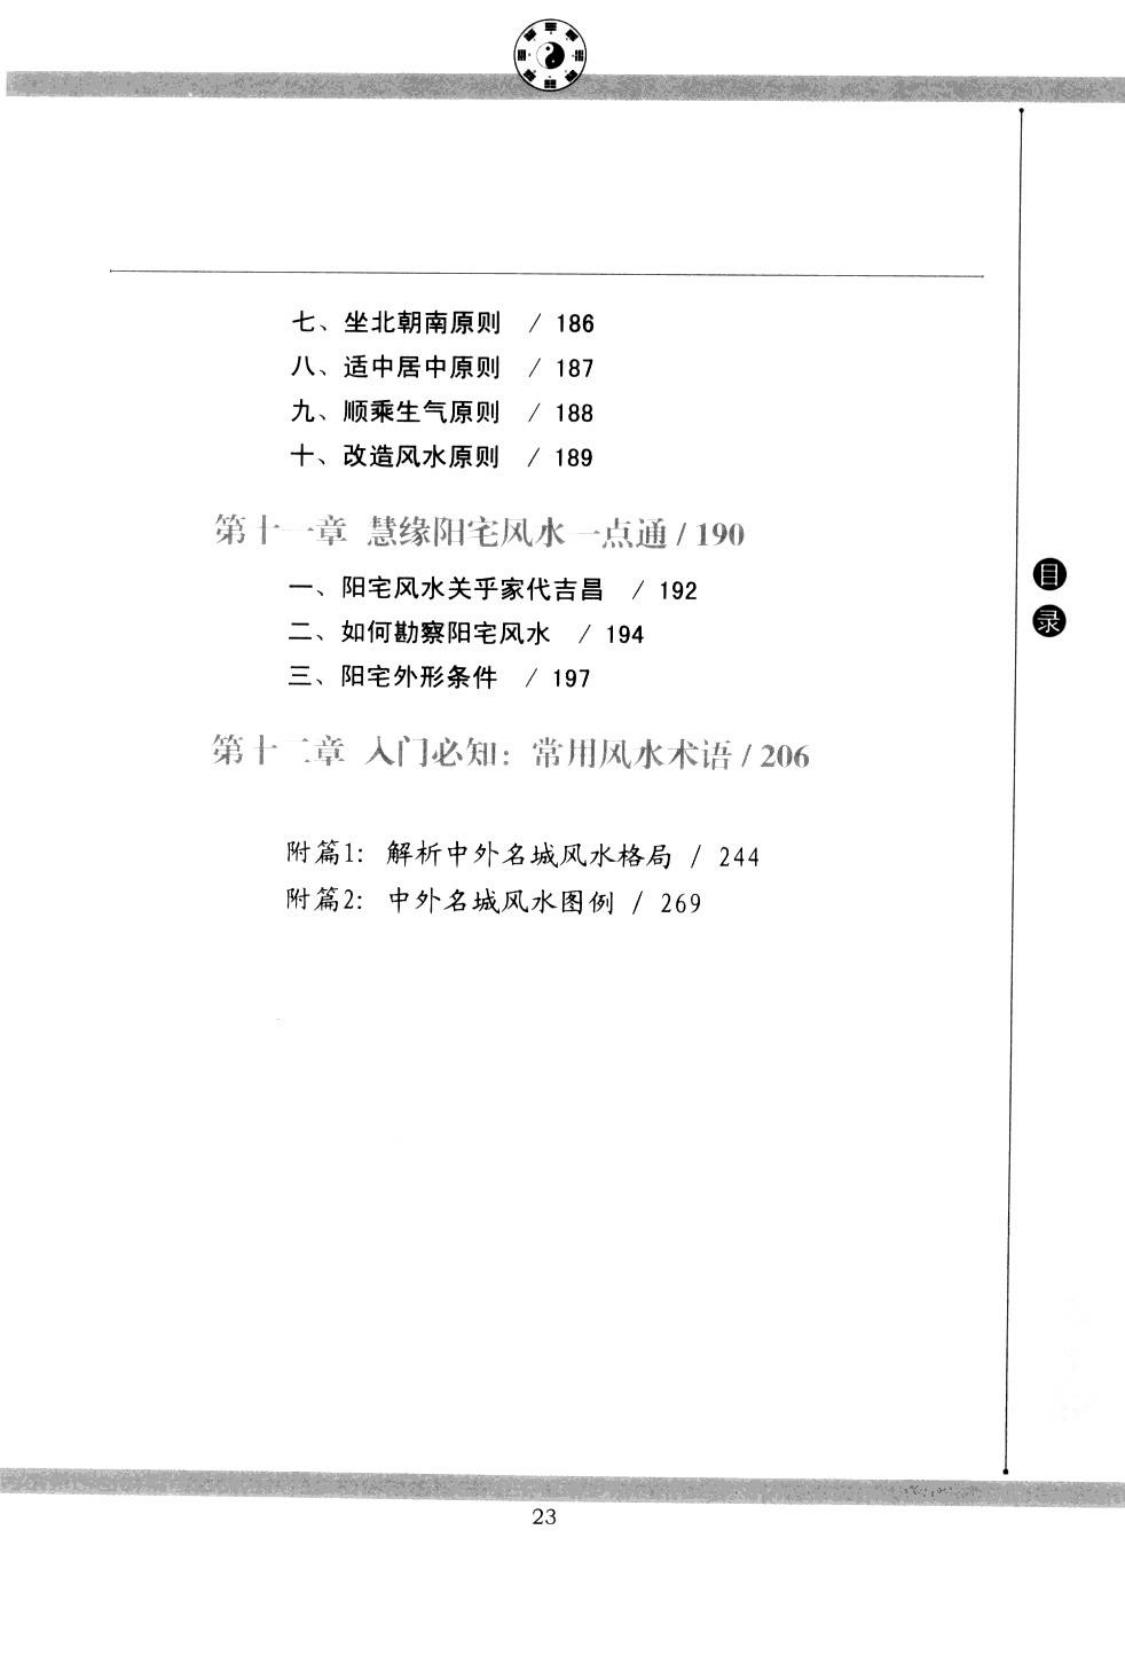 七、坐北朝南原则 / 186
八、适中居中原则 / 187
九、顺乘生气原则 / 188
十、改造风水原则 / 189
第十一章 慧缘阳宅风水一点通 / 190
一、阳宅风水关乎家代吉昌 / 192
二、如何勘察阳宅风水 / 194
三、阳宅外形条件 / 197
第十二章 入门必知：常用风水术语 / 206
附篇1：解析中外名城风水格局 / 244
附篇2：中外名城风水图例 / 269
目录
23